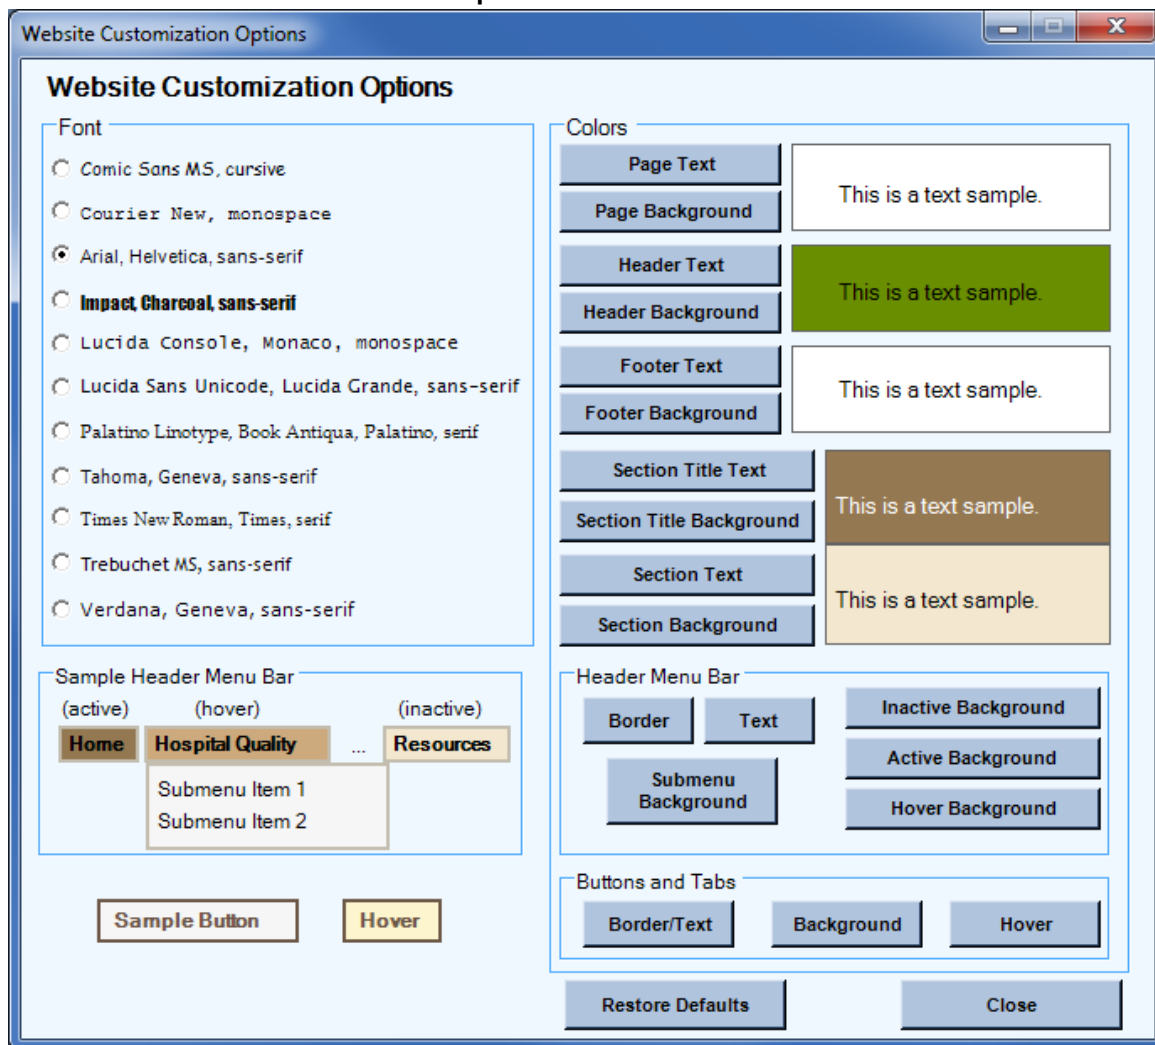 Website Customization Options
Website Customization Options
Font
Comic Sans MS, cursive
Courier New, monospace
Arial, Helvetica, sans-serif
Impact, Charcoal, sans-serif
Lucida Console, Monaco, monospace
Lucida Sans Unicode, Lucida Grande, sans-serif
Palatino Linotype, Book Antiqua, Palatino, serif
Tahoma, Geneva, sans-serif
Times New Roman, Times, serif
Trebuchet MS, sans-serif
Verdana, Geneva, sans-serif
Sample Header Menu Bar
(active) (hover) (inactive)
Home Hospital Quality ... Resources
Submenu Item 1
Submenu Item 2
Sample Button Hover
Colors
Page Text
Page Background
This is a text sample.
Header Text
Header Background
This is a text sample.
Footer Text
Footer Background
This is a text sample.
Section Title Text
Section Title Background
This is a text sample.
Section Text
Section Background
This is a text sample.
Header Menu Bar
Border Text
Submenu
Background
Inactive Background
Active Background
Hover Background
Buttons and Tabs
Border/Text Background Hover
Restore Defaults Close